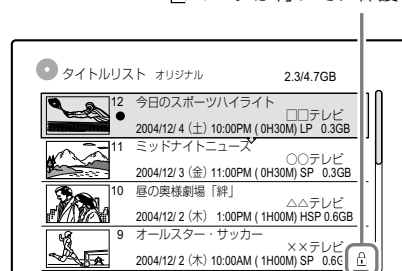 タイトルリスト オリジナル 2.3/4.7GB
12 今日のスポーツハイライト
□□テレビ
2004/12/ 4 (土) 10:00PM ( 0H30M) LP 0.3GB
11 ミッドナイトニュース
○○テレビ
2004/12/ 3 (金) 11:00PM ( 0H30M) SP 0.3GB
10 昼の奥様劇場「絆」
△△テレビ
2004/12/ 2 (木) 1:00PM ( 1H00M) HSP 0.6GB
9 オールスター・サッカー
××テレビ
2004/12/ 2 (木) 10:00AM ( 1H00M) SP 0.6G